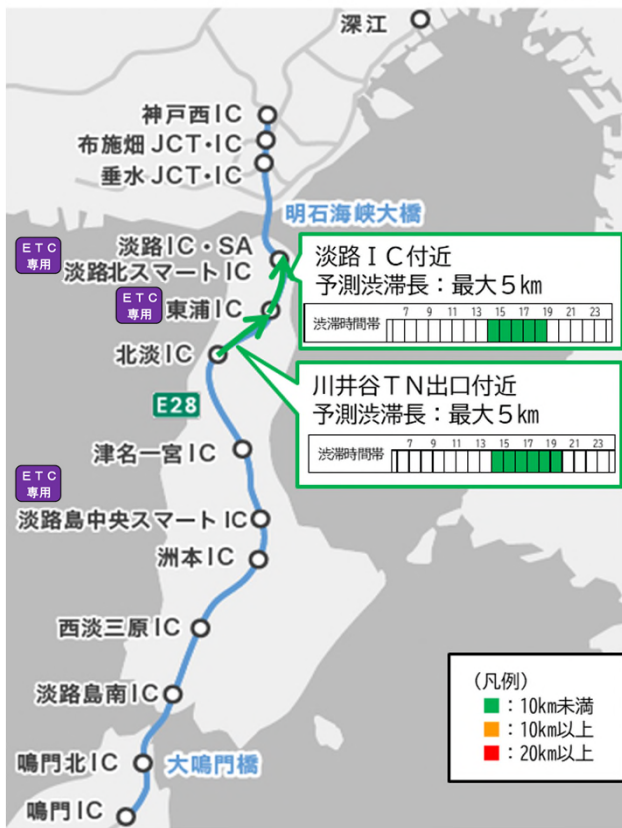 深江
神戸西IC
布施畑JCT・IC
垂水JCT・IC
明石海峡大橋
ETC
専用
淡路IC・SA
淡路北スマートIC
淡路IC付近
予測渋滞長：最大5km
渋滞時間帯
7 9 11 13 15 17 19 21 23
ETC
専用
東浦IC
北淡IC
川井谷TN出口付近
予測渋滞長：最大5km
渋滞時間帯
7 9 11 13 15 17 19 21 23
E28
津名一宮IC
ETC
専用
淡路島中央スマートIC
洲本IC
西淡三原IC
淡路島南IC
鳴門北IC
大鳴門橋
鳴門IC
（凡例）
：10km未満
：10km以上
：20km以上